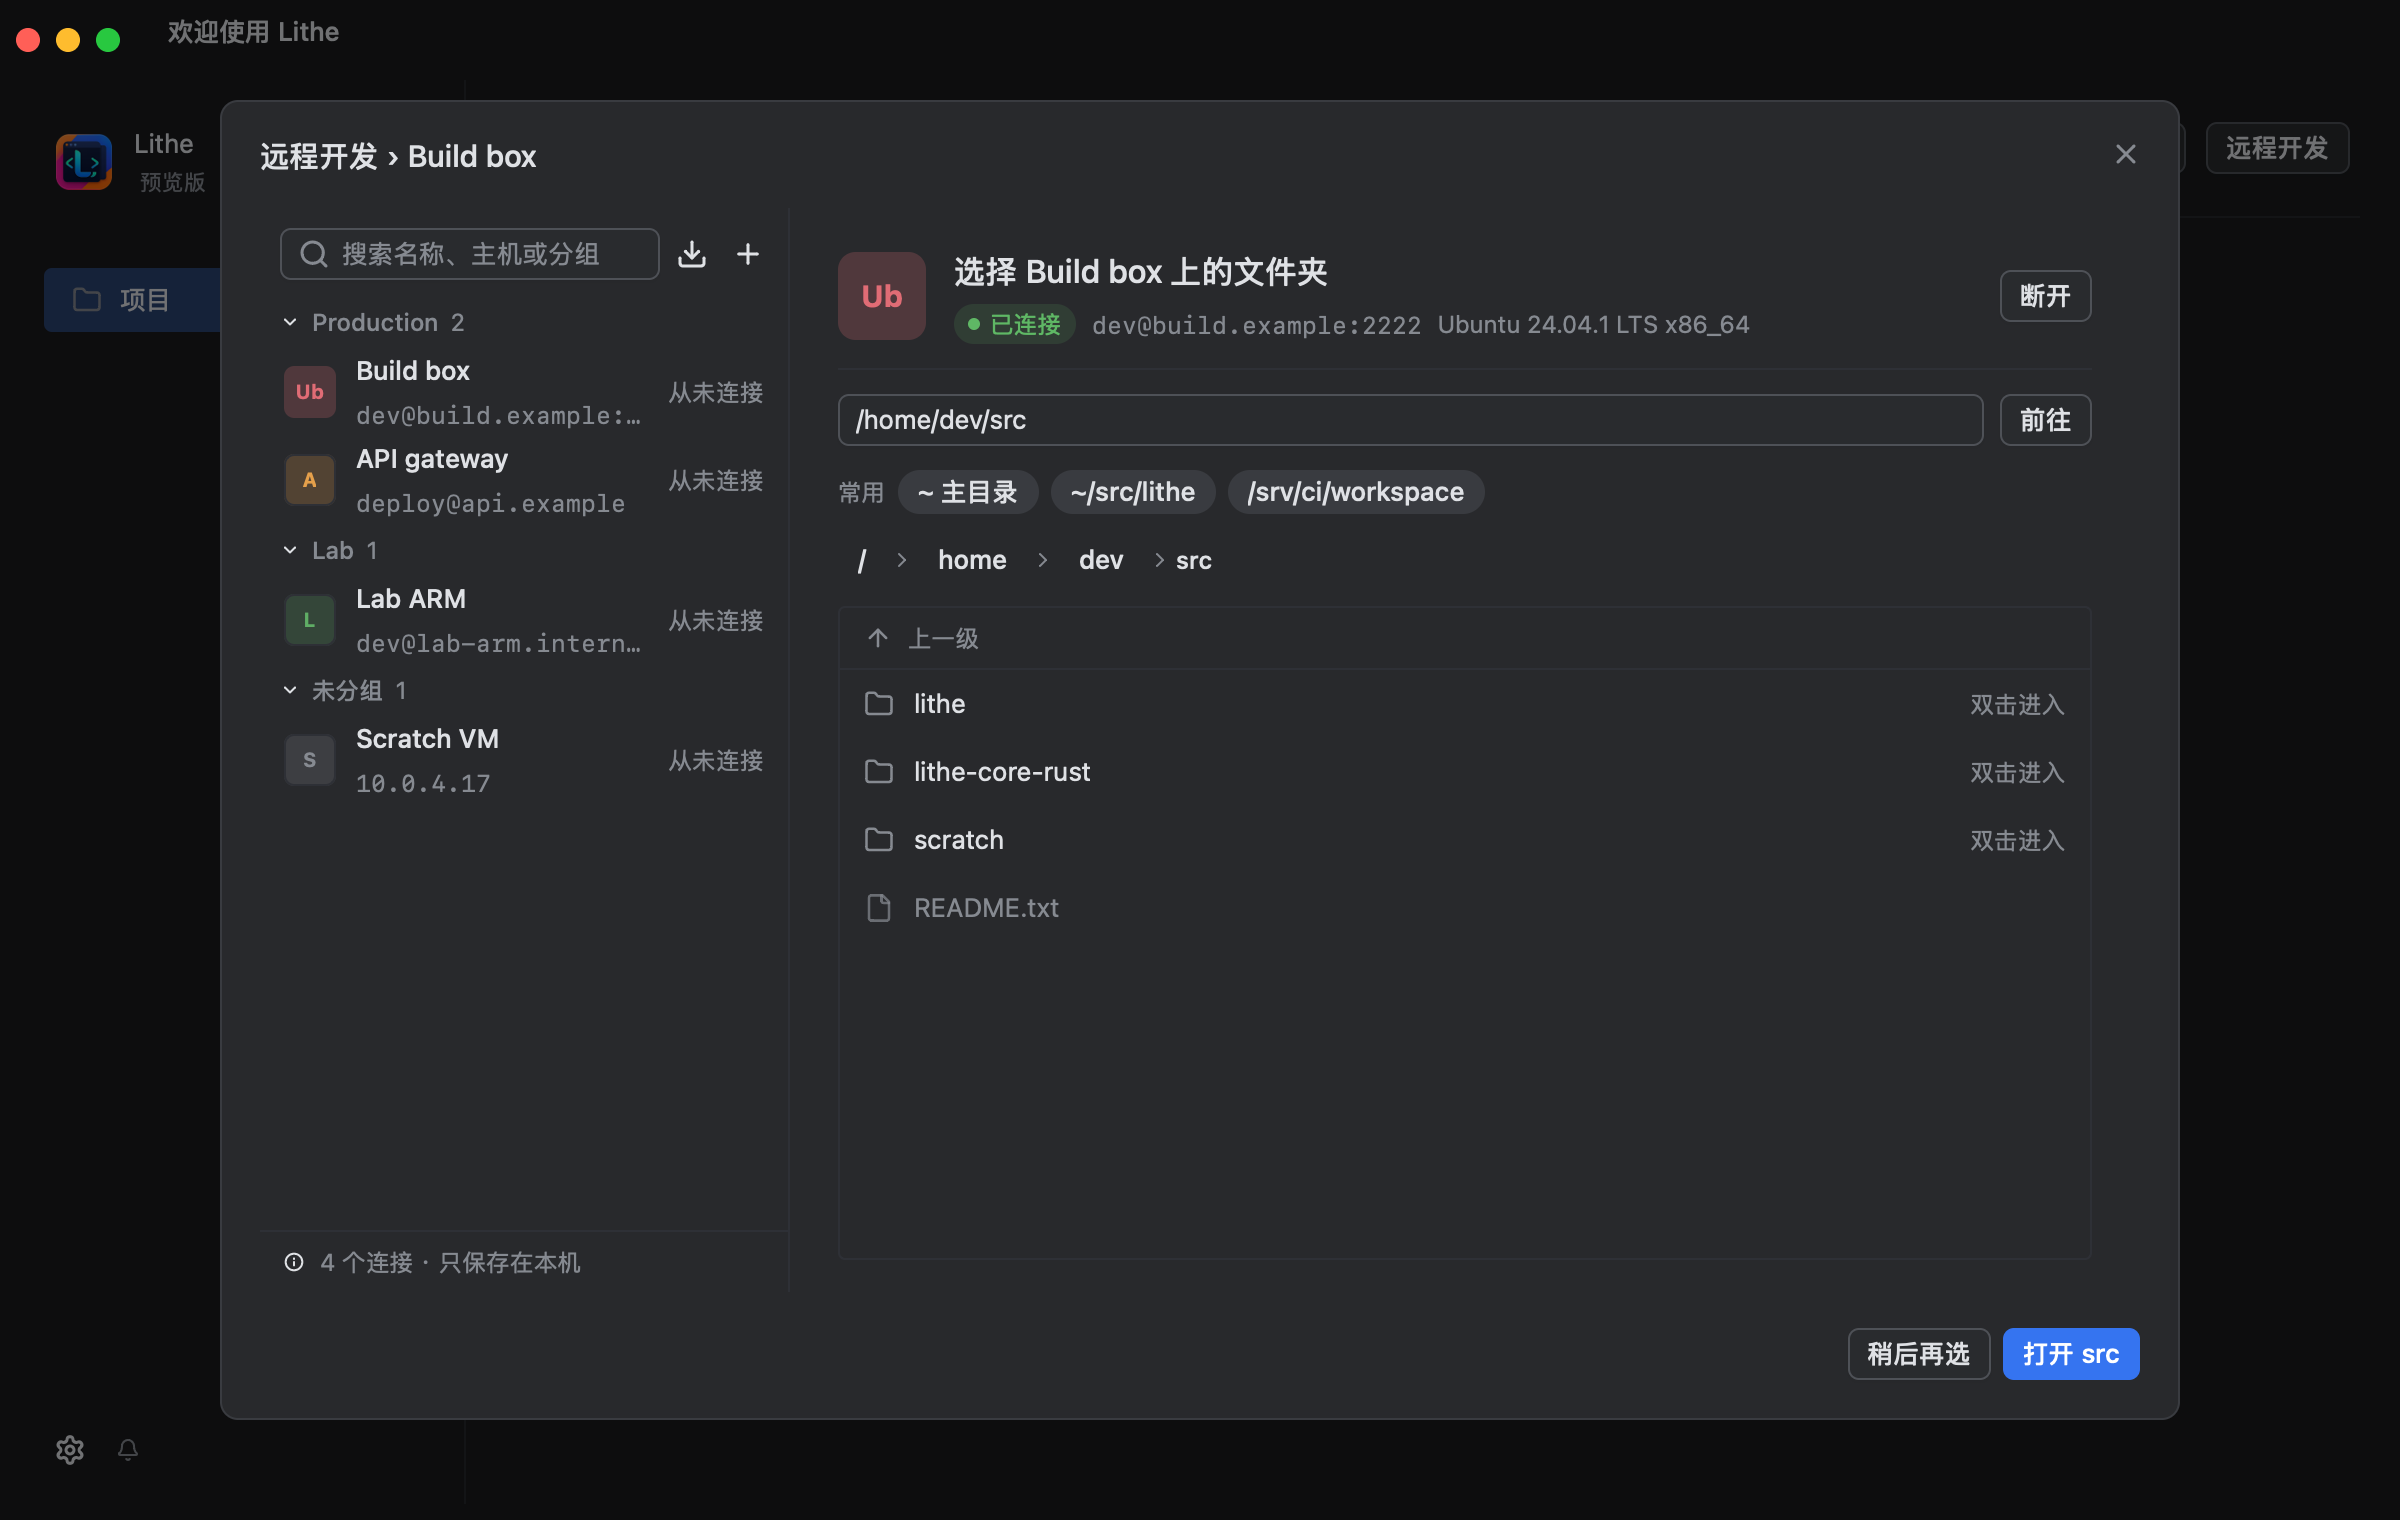 欢迎使用 Lithe
Lithe
预览版
远程开发
项目
远程开发 › Build box
搜索名称、主机或分组
Production 2
Ub
Build box
dev@build.example:…
从未连接
A
API gateway
deploy@api.example
从未连接
Lab 1
L
Lab ARM
dev@lab-arm.intern…
从未连接
未分组 1
S
Scratch VM
10.0.4.17
从未连接
4 个连接 · 只保存在本机
Ub
选择 Build box 上的文件夹
已连接 dev@build.example:2222 Ubuntu 24.04.1 LTS x86_64
断开
/home/dev/src
前往
常用 ~ 主目录 ~/src/lithe /srv/ci/workspace
/ › home › dev › src
上一级
lithe 双击进入
lithe-core-rust 双击进入
scratch 双击进入
README.txt
稍后再选 打开 src